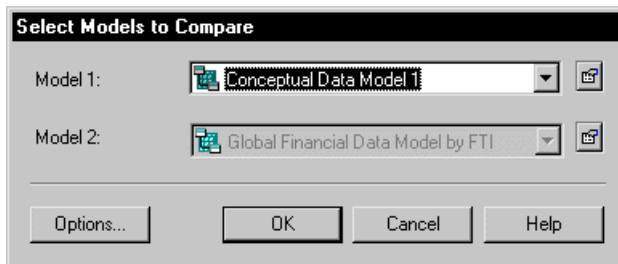 Select Models to Compare
Model 1: Conceptual Data Model 1
Model 2: Global Financial Data Model by FTI
Options... OK Cancel Help